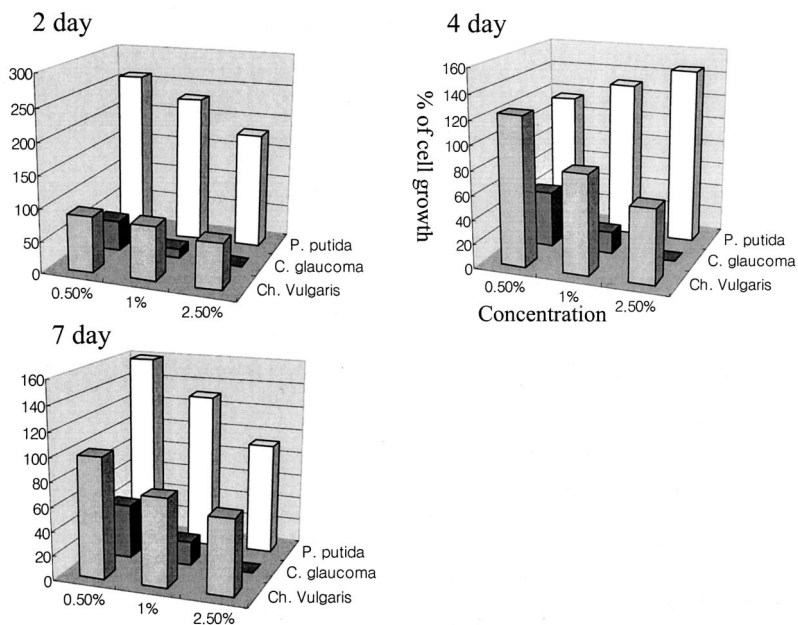 2 day
300
250
200
150
100
50
0
0.50%
1%
2.50%
P. putida
C. glaucoma
Ch. Vulgaris
4 day
% of cell growth
160
140
120
100
80
60
40
20
0
0.50%
1%
2.50%
Concentration
P. putida
C. glaucoma
Ch. Vulgaris
7 day
160
140
120
100
80
60
40
20
0
0.50%
1%
2.50%
P. putida
C. glaucoma
Ch. Vulgaris